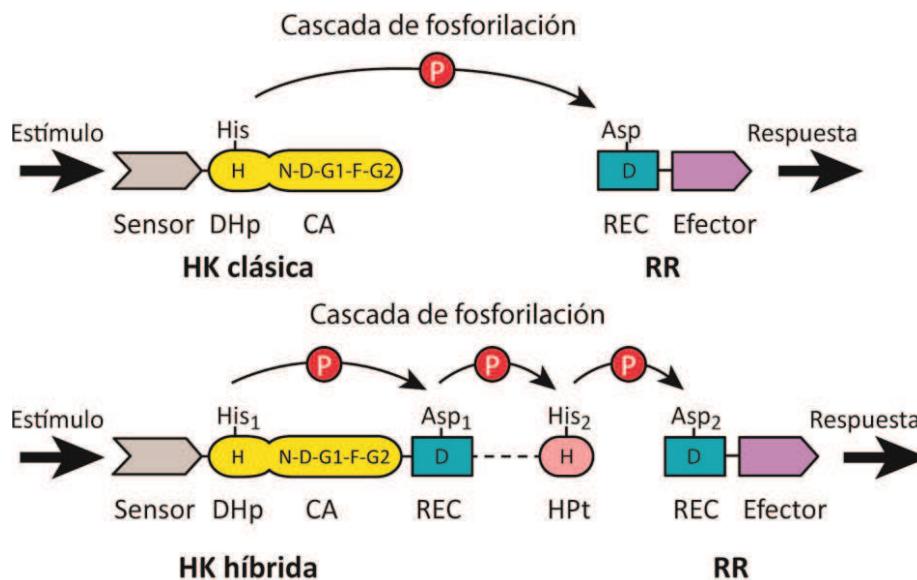 Cascada de fosforilación
P
Estímulo His Asp Respuesta
H N-D-G1-F-G2 D
Sensor DHp CA REC Efector
HK clásica RR
Cascada de fosforilación
P P P
Estímulo His1 Asp1 His2 Asp2 Respuesta
H N-D-G1-F-G2 D H D
Sensor DHp CA REC HPt REC Efector
HK híbrida RR